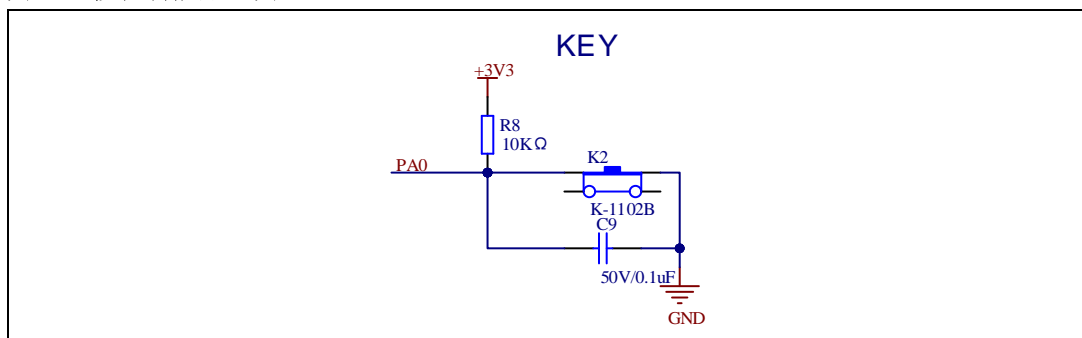 KEY
+3V3
R8
10KΩ
PA0
K2
K-1102B
C9
50V/0.1uF
GND